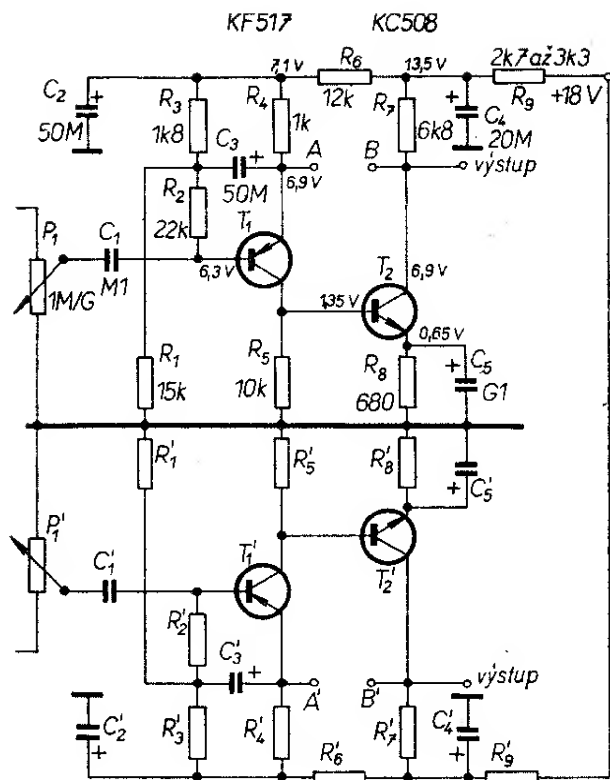 KF517 KC508
C2 + 50M
R3 1k8
R4 1k
7,1 V
R6 12k
13,5 V
2k7 až 3k3
R9
+18 V
R7 6k8
+ C4 20M
C3 + 50M
A
B
výstup
6,9 V
R2 22k
P1 1M/G
C1 M1
T1
6,3 V
T2
6,9 V
1,35 V
0,65 V
R1 15k
R5 10k
R8 680
+ C5 G1
R'1
R'5
R'8
+ C'5
P'1
C'1
T'1
T'2
R'2
C'3 +
A'
B'
výstup
C'2 +
R'3
R'4
R'6
R'7
C'4 +
R'9